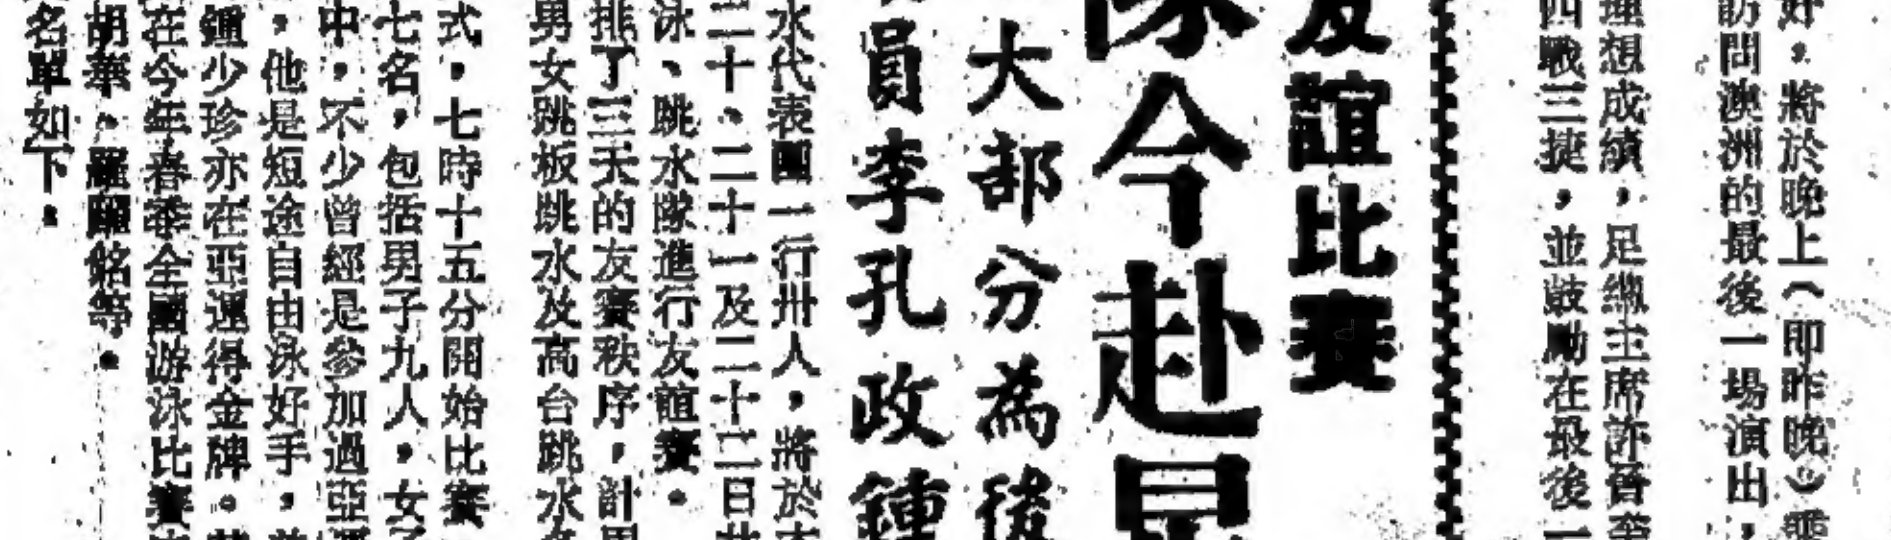 好，將於晚上（即昨晚）乘
訪問澳洲的最後一場演出，
理想成績，足總主席許晉奎
四戰三捷，並鼓勵在最後一
友誼比賽
隊今赴昆
大部分為後
員李孔政鍾
水代表團一行卅人，將於本
二十、二十一及二十二日共
泳、跳水隊進行友誼賽。
排了三天的友賽秩序，計男
男女跳板跳水及高台跳水
式，七時十五分開始比賽
七名，包括男子九人，女子
中，不少曾經是參加過亞運
，他是短途自由泳好手，
鍾少珍亦在亞運得金牌。
在今年春季全國游泳比賽
胡華、羅羅銘等。
名單如下：